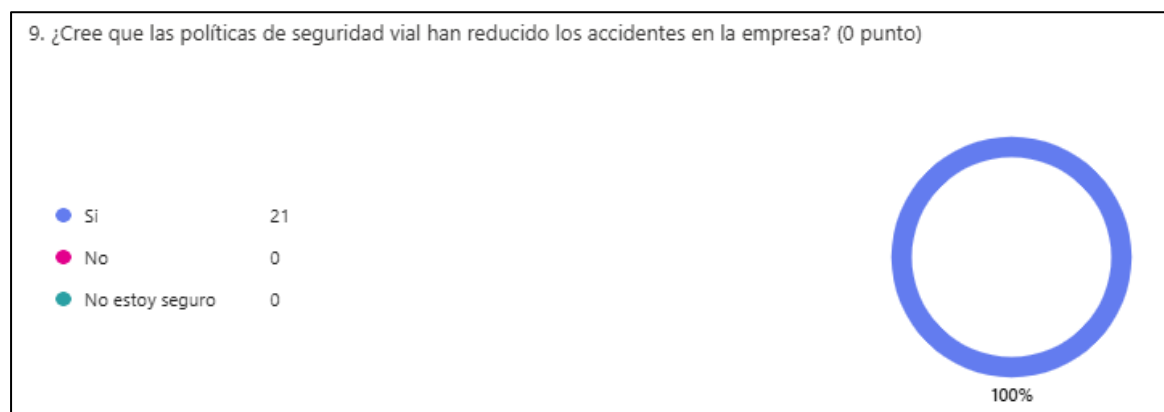 9. ¿Cree que las políticas de seguridad vial han reducido los accidentes en la empresa? (0 punto)
Si 21
No 0
No estoy seguro 0
100%